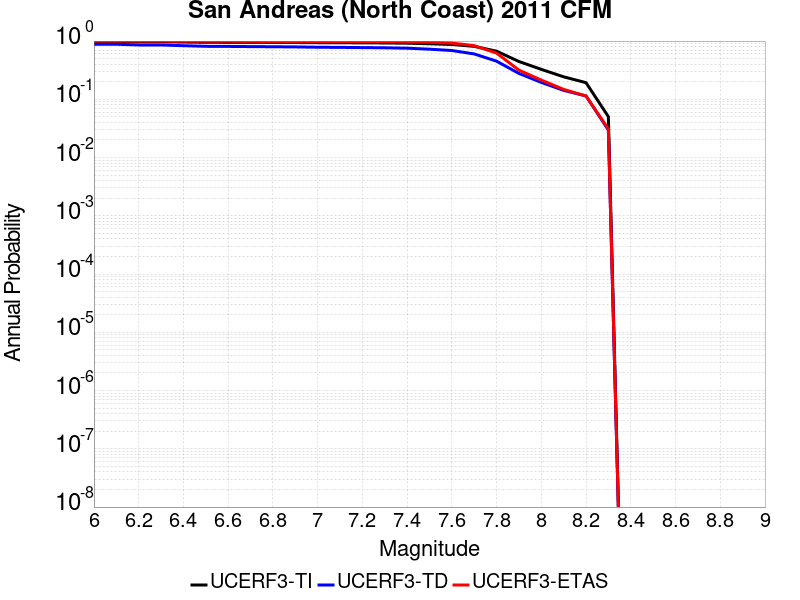 San Andreas (North Coast) 2011 CFM
Annual Probability
10^0
10^-1
10^-2
10^-3
10^-4
10^-5
10^-6
10^-7
10^-8
6 6.2 6.4 6.6 6.8 7 7.2 7.4 7.6 7.8 8 8.2 8.4 8.6 8.8 9
Magnitude
UCERF3-TI UCERF3-TD UCERF3-ETAS